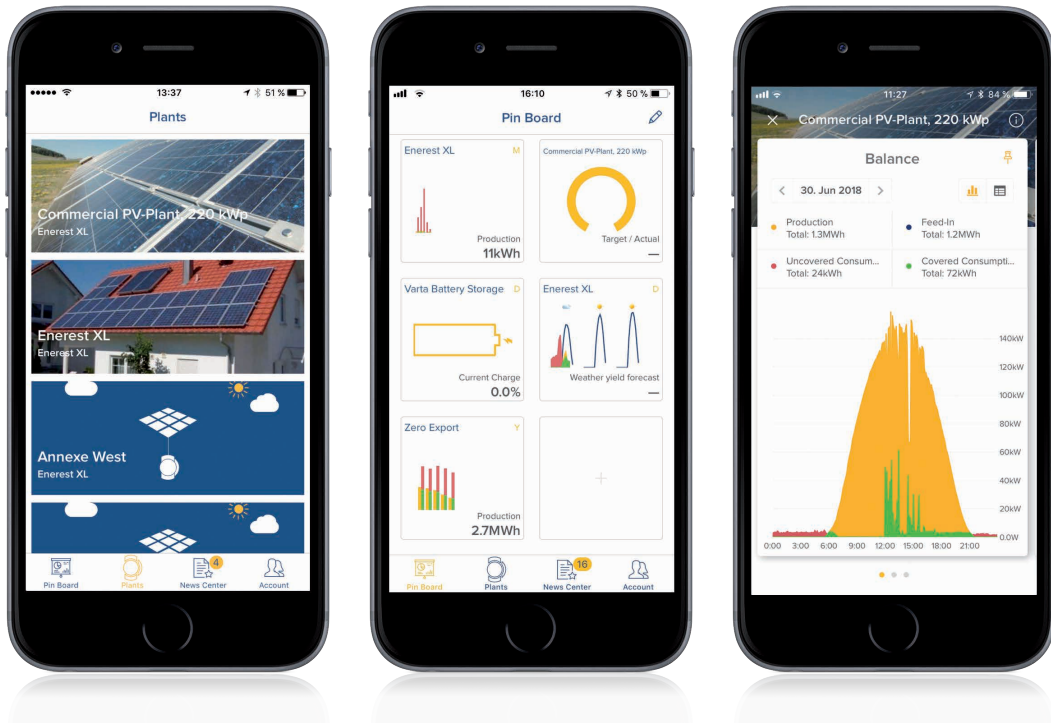 13:37
51 %
Plants
Commercial PV-Plant, 220 kWp
Enerest XL
Enerest XL
Enerest XL
Annexe West
Enerest XL
4
Pin Board
Plants
News Center
Account
16:10
50 %
Pin Board
Enerest XL M
Production
11kWh
Commercial PV-Plant, 220 kWp
Target / Actual
—
Varta Battery Storage D
Current Charge
0.0%
Enerest XL D
Weather yield forecast
—
Zero Export Y
Production
2.7MWh
+
16
Pin Board
Plants
News Center
Account
11:27
84 %
Commercial PV-Plant, 220 kWp
Balance
30. Jun 2018
Production
Total: 1.3MWh
Feed-In
Total: 1.2MWh
Uncovered Consum...
Total: 24kWh
Covered Consumpti...
Total: 72kWh
140kW
120kW
100kW
80kW
60kW
40kW
20kW
0.0W
0:00 3:00 6:00 9:00 12:00 15:00 18:00 21:00